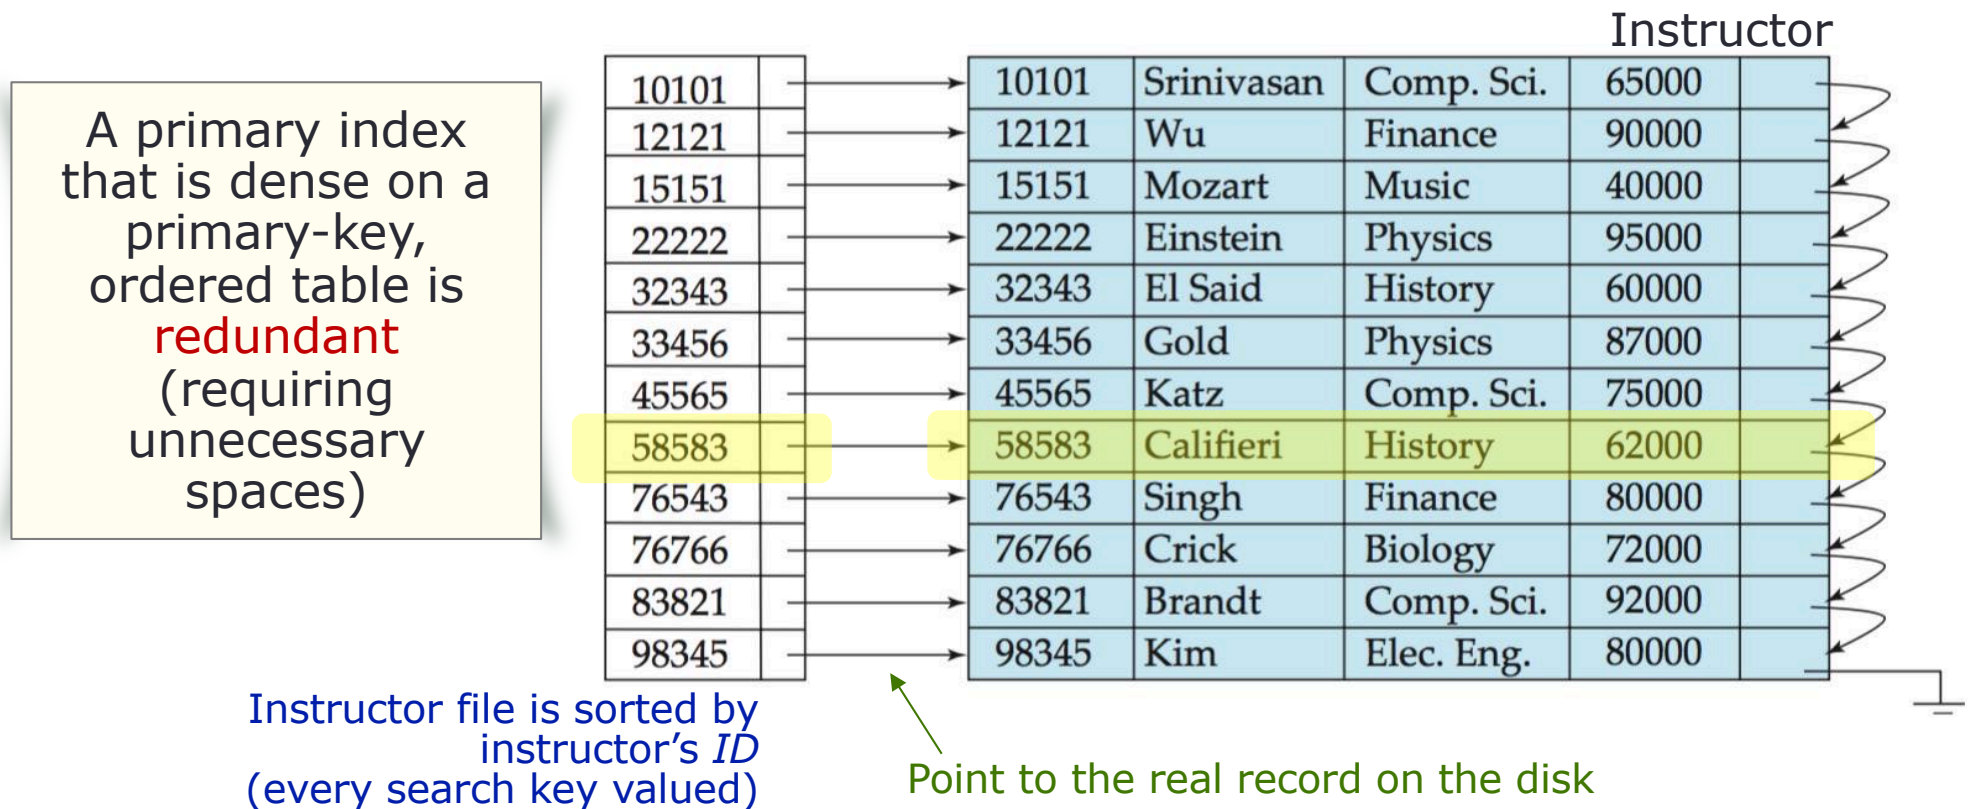 Instructor
A primary index
that is dense on a
primary-key,
ordered table is
redundant
(requiring
unnecessary
spaces)
10101 10101 Srinivasan Comp. Sci. 65000
12121 12121 Wu Finance 90000
15151 15151 Mozart Music 40000
22222 22222 Einstein Physics 95000
32343 32343 El Said History 60000
33456 33456 Gold Physics 87000
45565 45565 Katz Comp. Sci. 75000
58583 58583 Califieri History 62000
76543 76543 Singh Finance 80000
76766 76766 Crick Biology 72000
83821 83821 Brandt Comp. Sci. 92000
98345 98345 Kim Elec. Eng. 80000
Instructor file is sorted by
instructor’s ID
(every search key valued)
Point to the real record on the disk